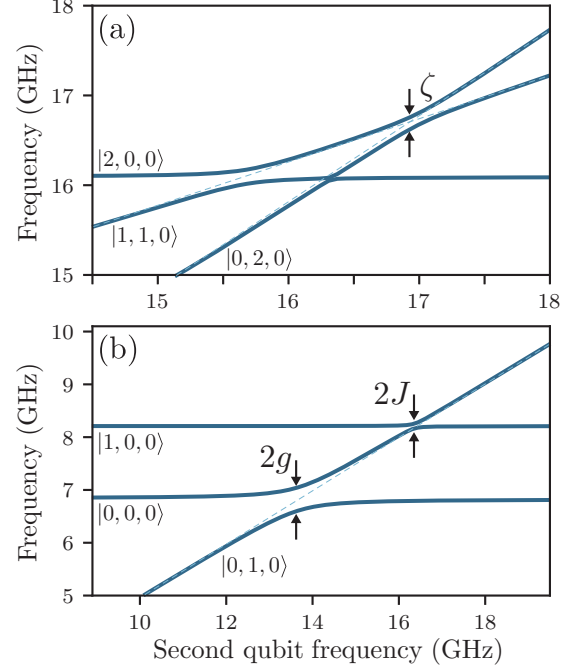 18
(a)
ζ
17
|2, 0, 0⟩
16
|1, 1, 0⟩
|0, 2, 0⟩
15
Frequency (GHz)
15 16 17 18
10
(b)
9
2J
|1, 0, 0⟩
8
2g
7
|0, 0, 0⟩
6
|0, 1, 0⟩
5
Frequency (GHz)
10 12 14 16 18
Second qubit frequency (GHz)